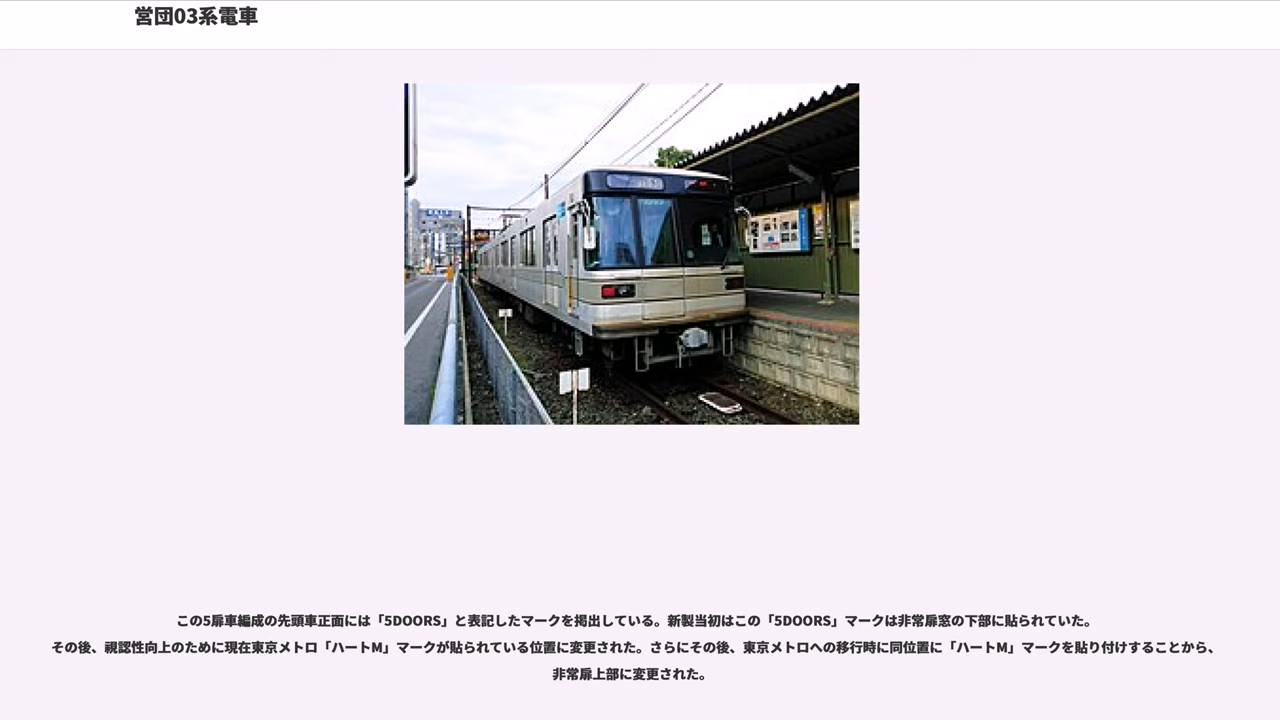 営団03系電車
この5扉車編成の先頭車正面には「5DOORS」と表記したマークを掲出している。新製当初はこの「5DOORS」マークは非常扉窓の下部に貼られていた。
その後、視認性向上のために現在東京メトロ「ハートM」マークが貼られている位置に変更された。さらにその後、東京メトロへの移行時に同位置に「ハートM」マークを貼り付けすることから、
非常扉上部に変更された。